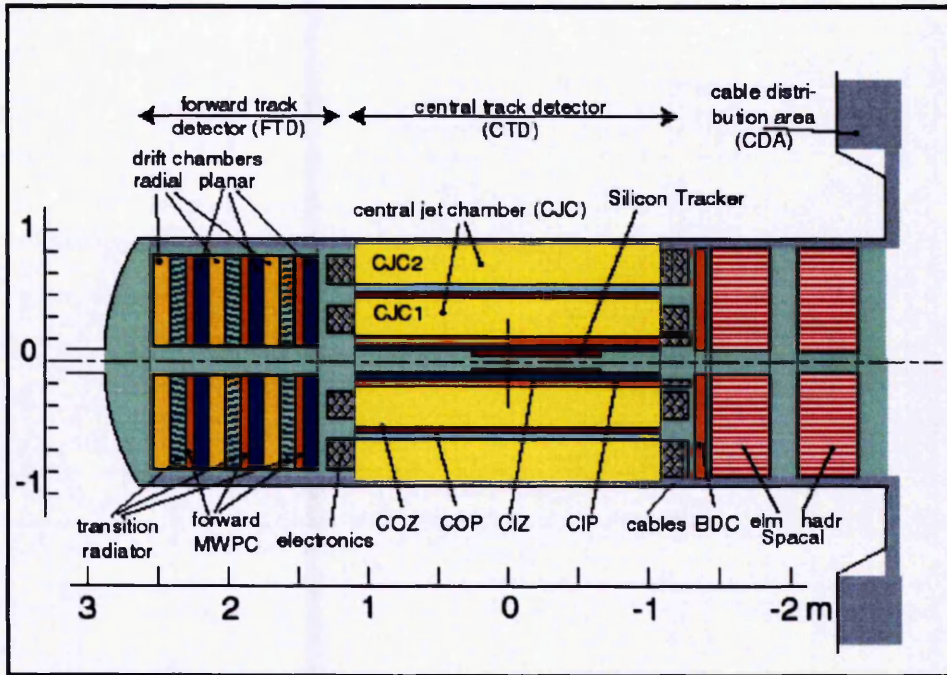 forward track
detector (FTD)
central track detector
(CTD)
cable distri-
bution area
(CDA)
drift chambers
radial planar
central jet chamber (CJC)
Silicon Tracker
1
CJC2
CJC1
0
-1
transition
radiator
forward
MWPC
electronics
COZ
COP
CIZ
CIP
cables
BDC
elm hadr
Spacal
3 2 1 0 -1 -2 m